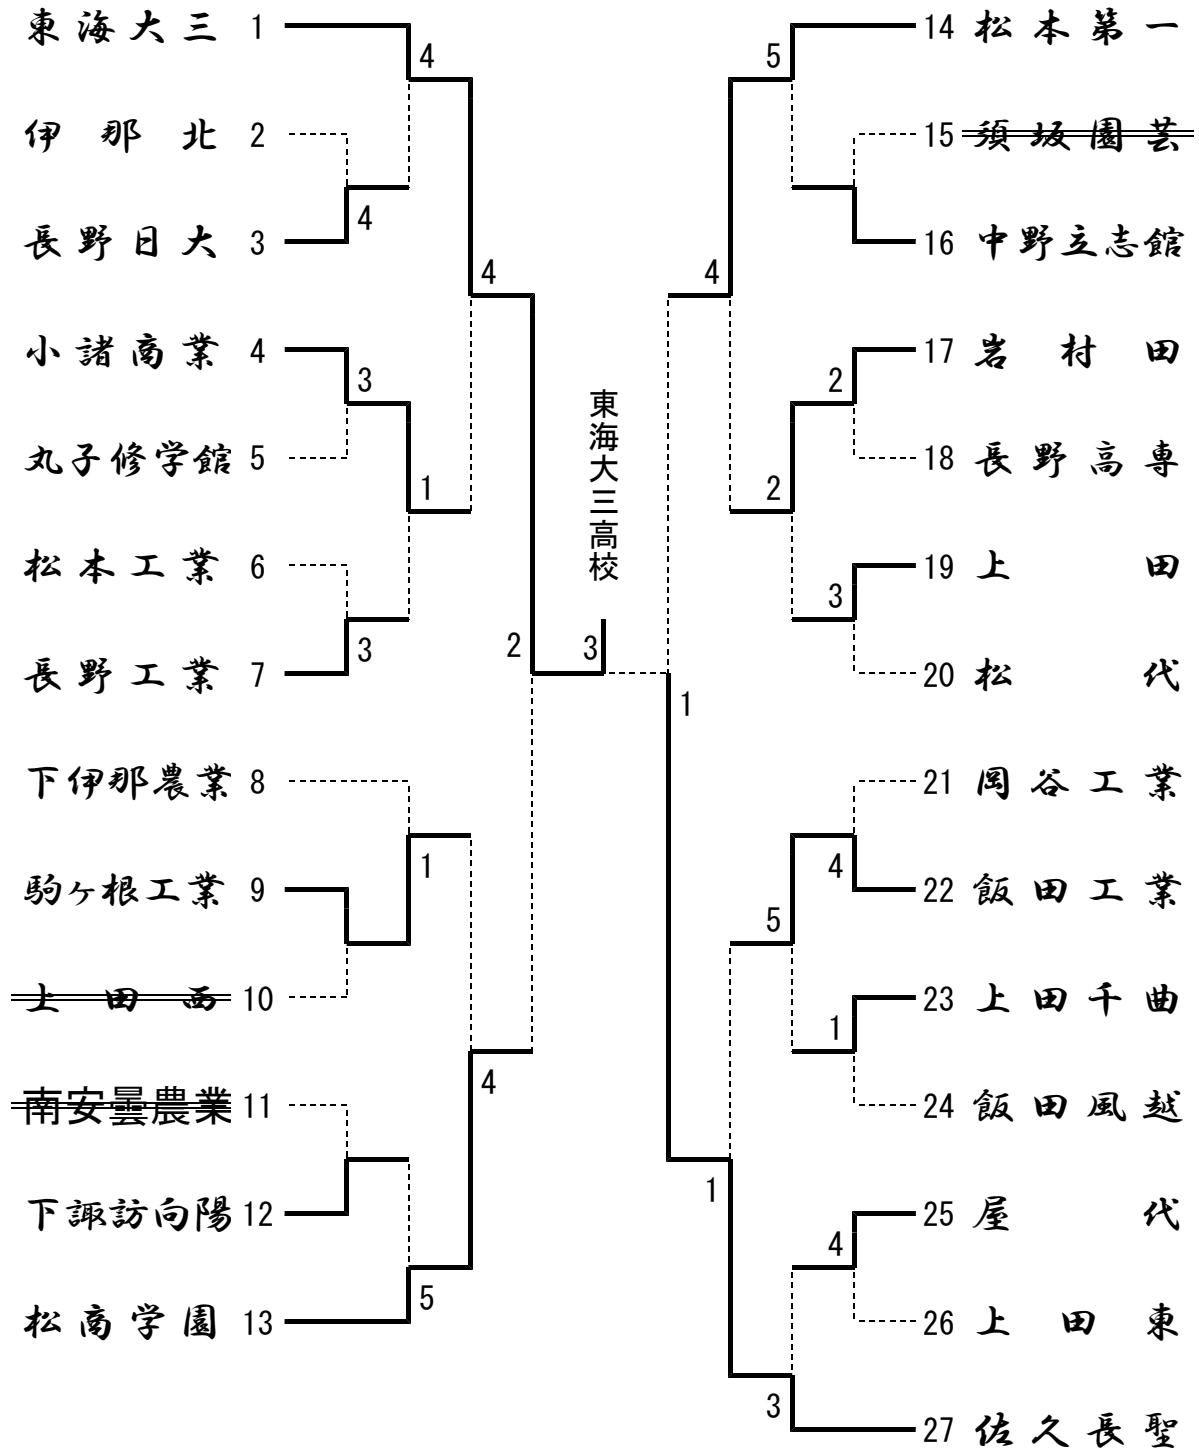 東海大三 1
4
伊那北 2
4
長野日大 3
4
小諸商業 4
3
丸子修学館 5
1
松本工業 6
3
長野工業 7
2
下伊那農業 8
1
駒ヶ根工業 9
上田西 10
4
南安曇農業 11
下諏訪向陽 12
5
松商学園 13
東海大三高校
3
14 松本第一
5
15 須坂園芸
16 中野立志館
4
17 岩村田
2
18 長野高専
2
19 上田
3
20 松代
1
21 岡谷工業
4
22 飯田工業
5
23 上田千曲
1
24 飯田風越
1
25 屋代
4
26 上田東
3
27 佐久長聖